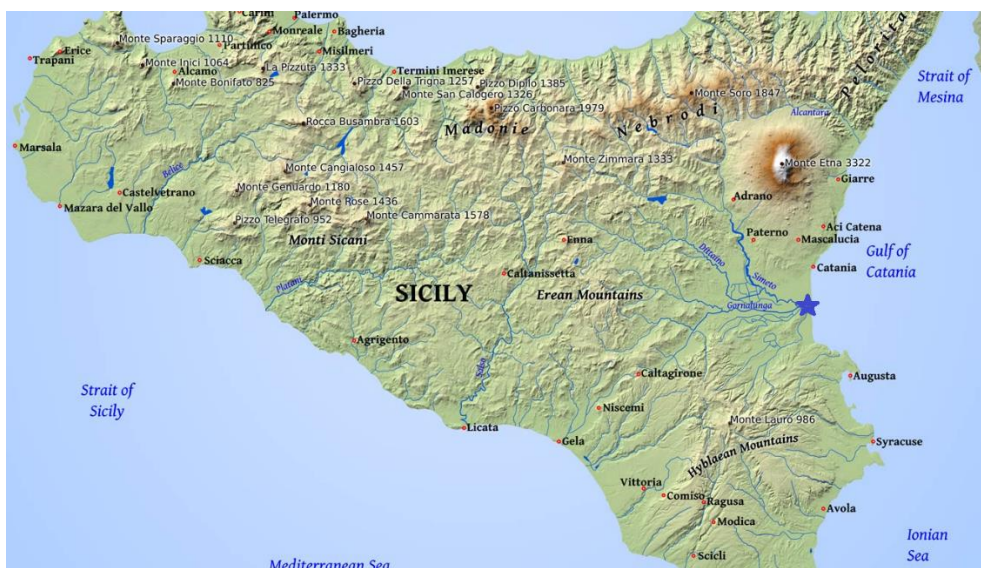 Carini
Palermo
Monreale
Bagheria
Monte Sparaggio 1110
Erice
Partinico
Misilmeri
Trapani
Monte Inici 1064
La Pizzuta 1333
Alcamo
Termini Imerese
Monte Bonifato 825
Pizzo Della Trigna 1257
Pizzo Dipilo 1385
Monte San Calogero 1326
Pizzo Carbonara 1979
Monte Soro 1847
Peloritani
Strait of
Mesina
Rocca Busambra 1603
Madonie
Nebrodi
Alcantara
Marsala
Belice
Monte Cangialoso 1457
Monte Zimmara 1333
Monte Etna 3322
Giarre
Castelvetrano
Monte Genuardo 1180
Mazara del Vallo
Monte Rose 1436
Adrano
Pizzo Telegrafo 952
Monte Cammarata 1578
Monti Sicani
Enna
Paterno
Aci Catena
Mascalucia
Gulf of
Catania
Sciacca
Platani
Caltanissetta
Dittaino
Simeto
Catania
SICILY
Erean Mountains
Gornalunga
Agrigento
Salso
Caltagirone
Augusta
Strait of
Sicily
Niscemi
Monte Lauro 986
Licata
Gela
Hyblaean Mountains
Syracuse
Vittoria
Comiso
Ragusa
Avola
Modica
Ionian
Sea
Scicli
Mediterranean Sea